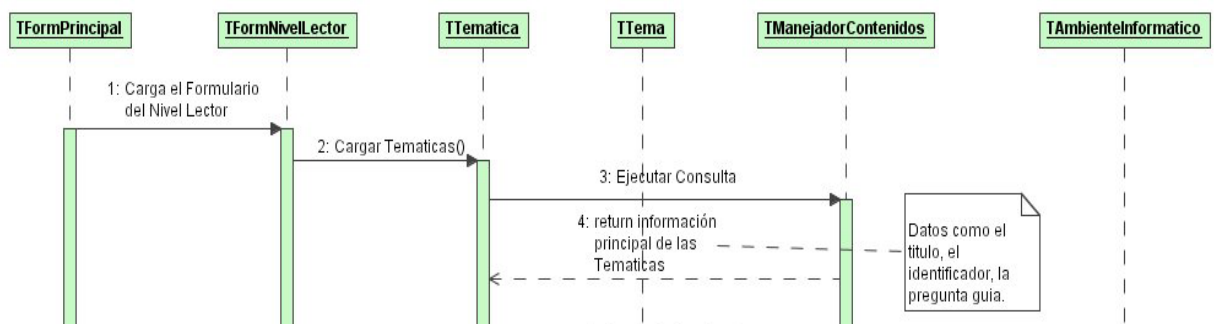 TFormPrincipal
TFormNivelLector
TTematica
TTema
TManejadorContenidos
TAmbienteInformatico
1: Carga el Formulario
del Nivel Lector
2: Cargar Tematicas()
3: Ejecutar Consulta
4: return información
principal de las
Tematicas
Datos como el
titulo, el
identificador, la
pregunta guia.